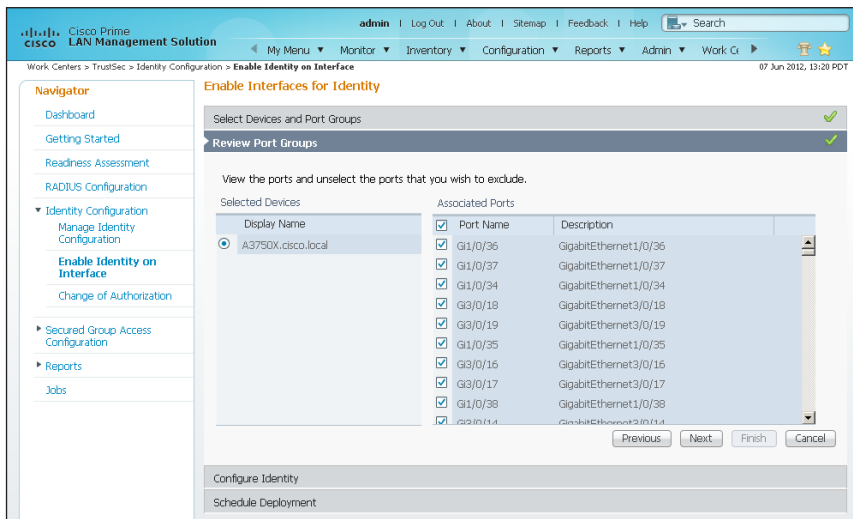 Cisco Prime
CISCO LAN Management Solution
admin | Log Out | About | Sitemap | Feedback | Help Search
My Menu Monitor Inventory Configuration Reports Admin Work Ce
Work Centers > TrustSec > Identity Configuration > Enable Identity on Interface
07 Jun 2012, 13:20 PDT
Navigator
Dashboard
Getting Started
Readiness Assessment
RADIUS Configuration
Identity Configuration
Manage Identity
Configuration
Enable Identity on
Interface
Change of Authorization
Secured Group Access
Configuration
Reports
Jobs
Enable Interfaces for Identity
Select Devices and Port Groups
Review Port Groups
View the ports and unselect the ports that you wish to exclude.
Selected Devices
Display Name
A3750X.cisco.local
Associated Ports
Port Name Description
Gi1/0/36 GigabitEthernet1/0/36
Gi1/0/37 GigabitEthernet1/0/37
Gi1/0/34 GigabitEthernet1/0/34
Gi3/0/18 GigabitEthernet3/0/18
Gi3/0/19 GigabitEthernet3/0/19
Gi1/0/35 GigabitEthernet1/0/35
Gi3/0/16 GigabitEthernet3/0/16
Gi3/0/17 GigabitEthernet3/0/17
Gi1/0/38 GigabitEthernet1/0/38
Gi3/0/14 GigabitEthernet3/0/14
Previous Next Finish Cancel
Configure Identity
Schedule Deployment